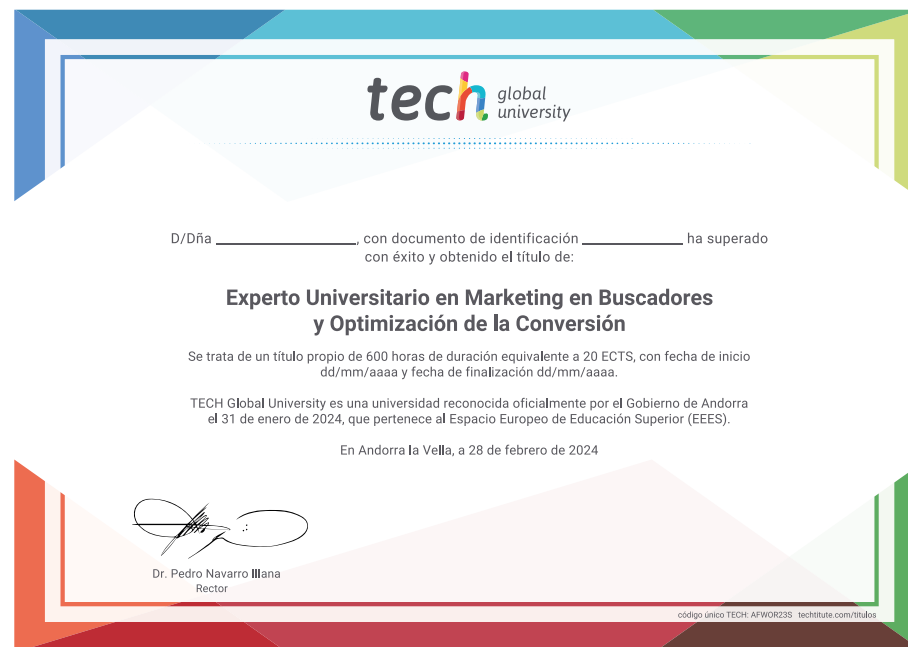 tech global university
D/Dña ________________, con documento de identificación ____________ ha superado
con éxito y obtenido el título de:
Experto Universitario en Marketing en Buscadores
y Optimización de la Conversión
Se trata de un título propio de 600 horas de duración equivalente a 20 ECTS, con fecha de inicio
dd/mm/aaaa y fecha de finalización dd/mm/aaaa.
TECH Global University es una universidad reconocida oficialmente por el Gobierno de Andorra
el 31 de enero de 2024, que pertenece al Espacio Europeo de Educación Superior (EEES).
En Andorra la Vella, a 28 de febrero de 2024
Dr. Pedro Navarro Illana
Rector
código único TECH: AFWOR23S techtitute.com/titulos